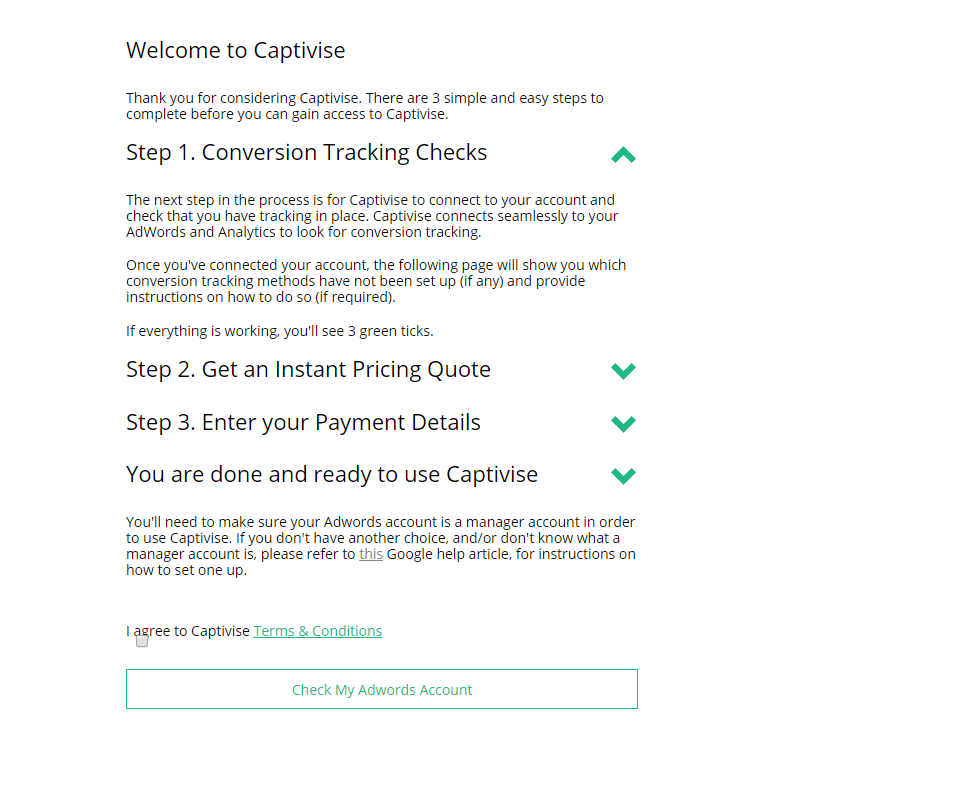 Welcome to Captivise
Thank you for considering Captivise. There are 3 simple and easy steps to
complete before you can gain access to Captivise.
Step 1. Conversion Tracking Checks
The next step in the process is for Captivise to connect to your account and
check that you have tracking in place. Captivise connects seamlessly to your
AdWords and Analytics to look for conversion tracking.
Once you've connected your account, the following page will show you which
conversion tracking methods have not been set up (if any) and provide
instructions on how to do so (if required).
If everything is working, you'll see 3 green ticks.
Step 2. Get an Instant Pricing Quote
Step 3. Enter your Payment Details
You are done and ready to use Captivise
You'll need to make sure your Adwords account is a manager account in order
to use Captivise. If you don't have another choice, and/or don't know what a
manager account is, please refer to this Google help article, for instructions on
how to set one up.
I agree to Captivise Terms & Conditions
Check My Adwords Account